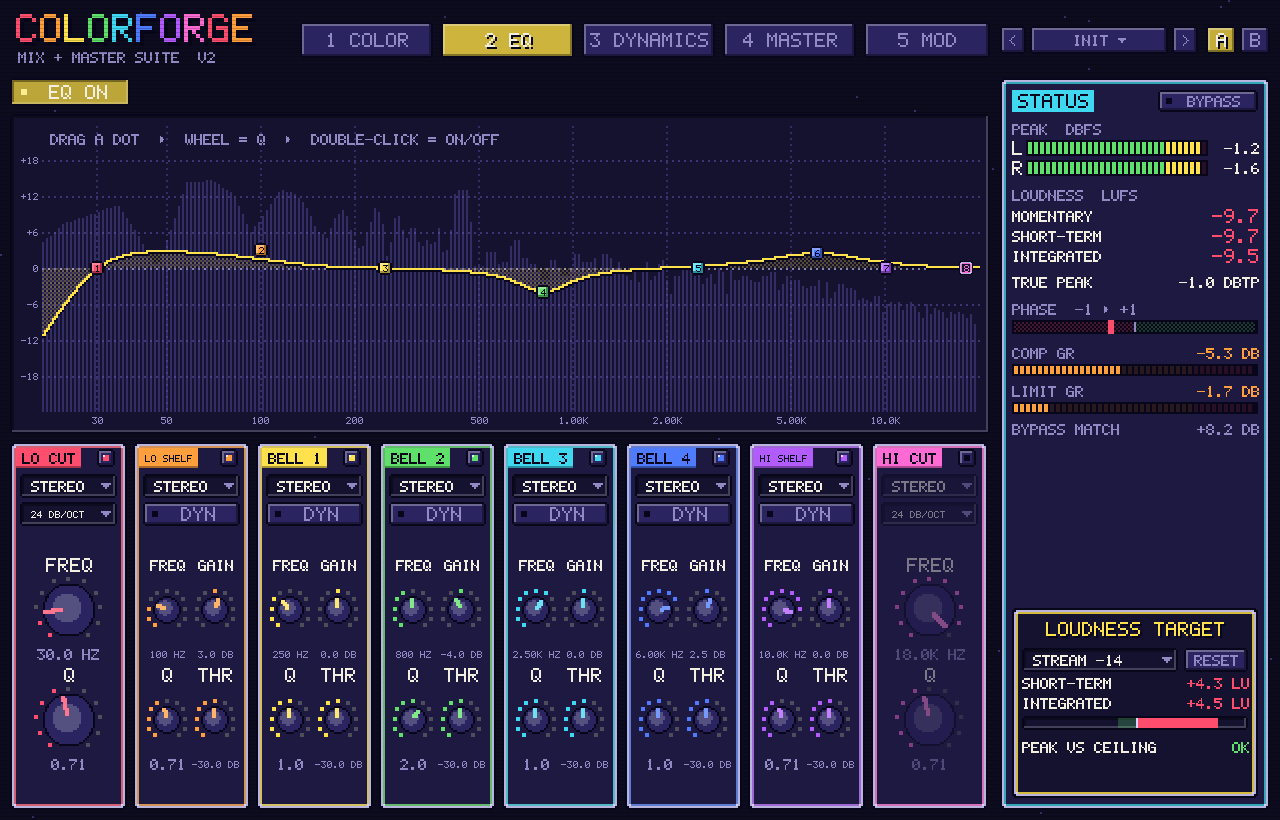 COLORFORGE
MIX + MASTER SUITE V2
1 COLOR
2 EQ
3 DYNAMICS
4 MASTER
5 MOD
<
INIT
>
A
B
EQ ON
DRAG A DOT ▸ WHEEL = Q ▸ DOUBLE-CLICK = ON/OFF
+18
+12
+6
0
-6
-12
-18
1
2
3
4
5
6
7
8
30 50 100 200 500 1.00K 2.00K 5.00K 10.0K
STATUS
BYPASS
PEAK DBFS
L -1.2
R -1.6
LOUDNESS LUFS
MOMENTARY -9.7
SHORT-TERM -9.7
INTEGRATED -9.5
TRUE PEAK -1.0 DBTP
PHASE -1 ▸ +1
COMP GR -5.3 DB
LIMIT GR -1.7 DB
BYPASS MATCH +8.2 DB
LOUDNESS TARGET
STREAM -14
RESET
SHORT-TERM +4.3 LU
INTEGRATED +4.5 LU
PEAK VS CEILING OK
LO CUT
STEREO
24 DB/OCT
FREQ
30.0 HZ
Q
0.71
LO SHELF
STEREO
DYN
FREQ GAIN
100 HZ 3.0 DB
Q THR
0.71 -30.0 DB
BELL 1
STEREO
DYN
FREQ GAIN
250 HZ 0.0 DB
Q THR
1.0 -30.0 DB
BELL 2
STEREO
DYN
FREQ GAIN
800 HZ -4.0 DB
Q THR
2.0 -30.0 DB
BELL 3
STEREO
DYN
FREQ GAIN
2.50K HZ 0.0 DB
Q THR
1.0 -30.0 DB
BELL 4
STEREO
DYN
FREQ GAIN
6.00K HZ 2.5 DB
Q THR
1.0 -30.0 DB
HI SHELF
STEREO
DYN
FREQ GAIN
10.0K HZ 0.0 DB
Q THR
0.71 -30.0 DB
HI CUT
STEREO
24 DB/OCT
FREQ
18.0K HZ
Q
0.71